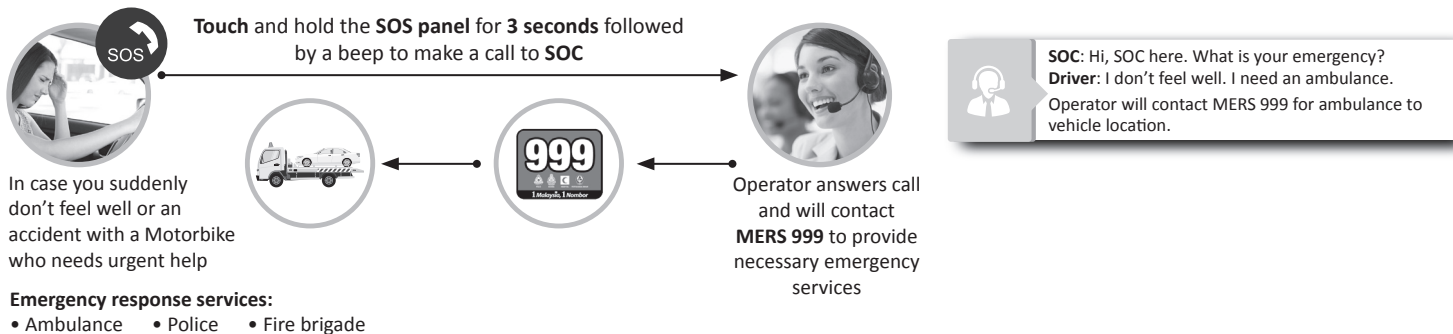 SOS
Touch and hold the SOS panel for 3 seconds followed
by a beep to make a call to SOC
999
1 Malaysia, 1 Nombor
In case you suddenly
don't feel well or an
accident with a Motorbike
who needs urgent help
Operator answers call
and will contact
MERS 999 to provide
necessary emergency
services
Emergency response services:
• Ambulance • Police • Fire brigade
SOC: Hi, SOC here. What is your emergency?
Driver: I don't feel well. I need an ambulance.
Operator will contact MERS 999 for ambulance to
vehicle location.